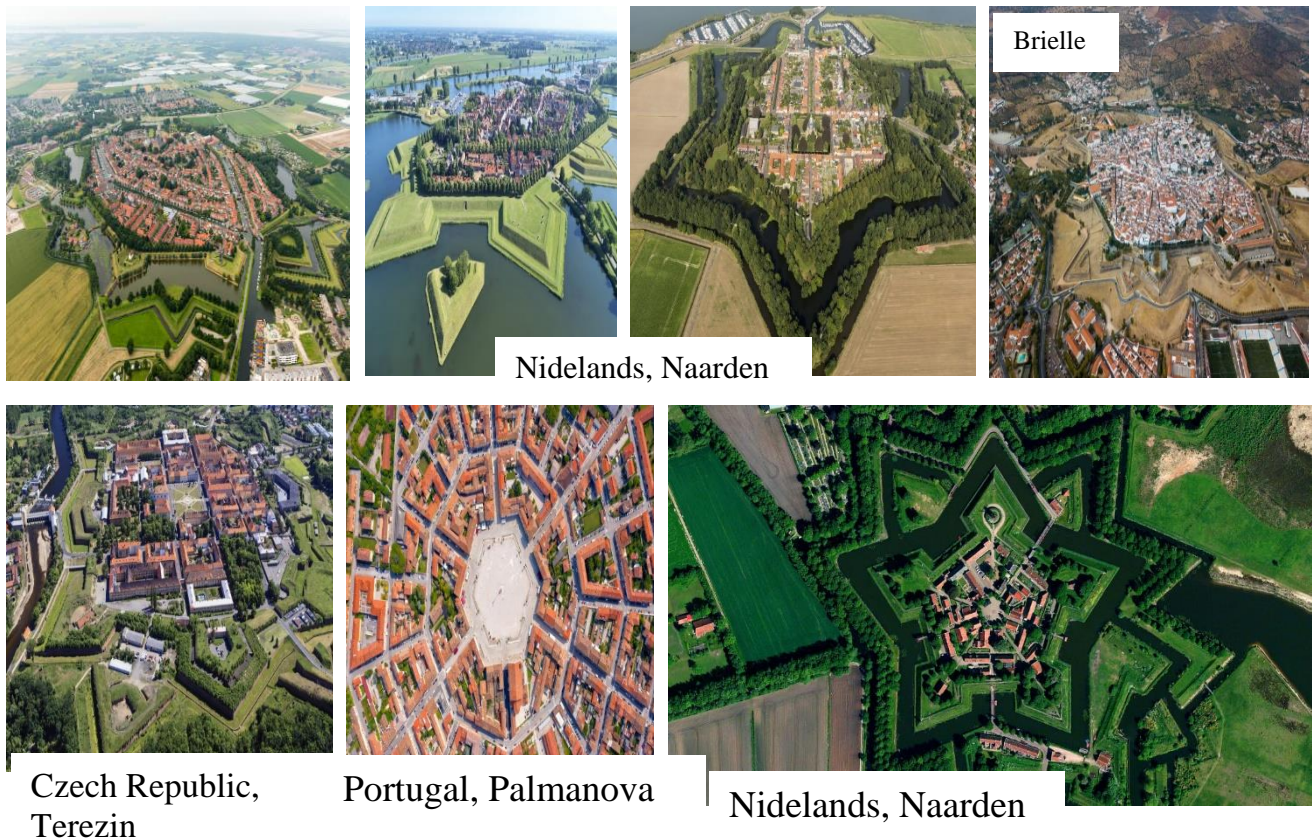 Brielle
Nidelands, Naarden
Czech Republic,
Terezin
Portugal, Palmanova
Nidelands, Naarden